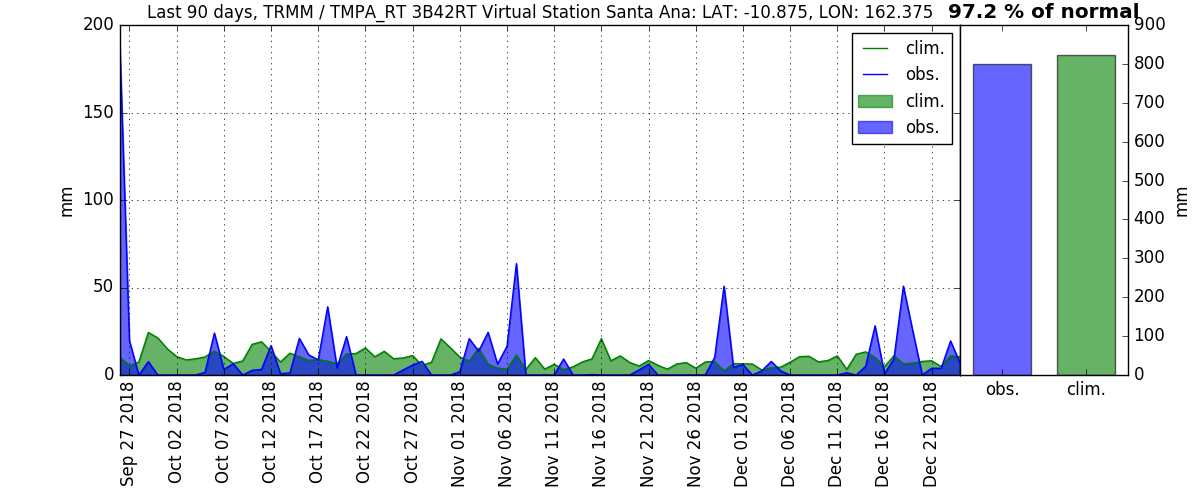 Last 90 days, TRMM / TMPA_RT 3B42RT Virtual Station Santa Ana: LAT: -10.875, LON: 162.375 97.2 % of normal
200
150
100
50
0
mm
clim.
obs.
clim.
obs.
900
800
700
600
500
400
300
200
100
0
mm
obs.
clim.
Sep 27 2018
Oct 02 2018
Oct 07 2018
Oct 12 2018
Oct 17 2018
Oct 22 2018
Oct 27 2018
Nov 01 2018
Nov 06 2018
Nov 11 2018
Nov 16 2018
Nov 21 2018
Nov 26 2018
Dec 01 2018
Dec 06 2018
Dec 11 2018
Dec 16 2018
Dec 21 2018